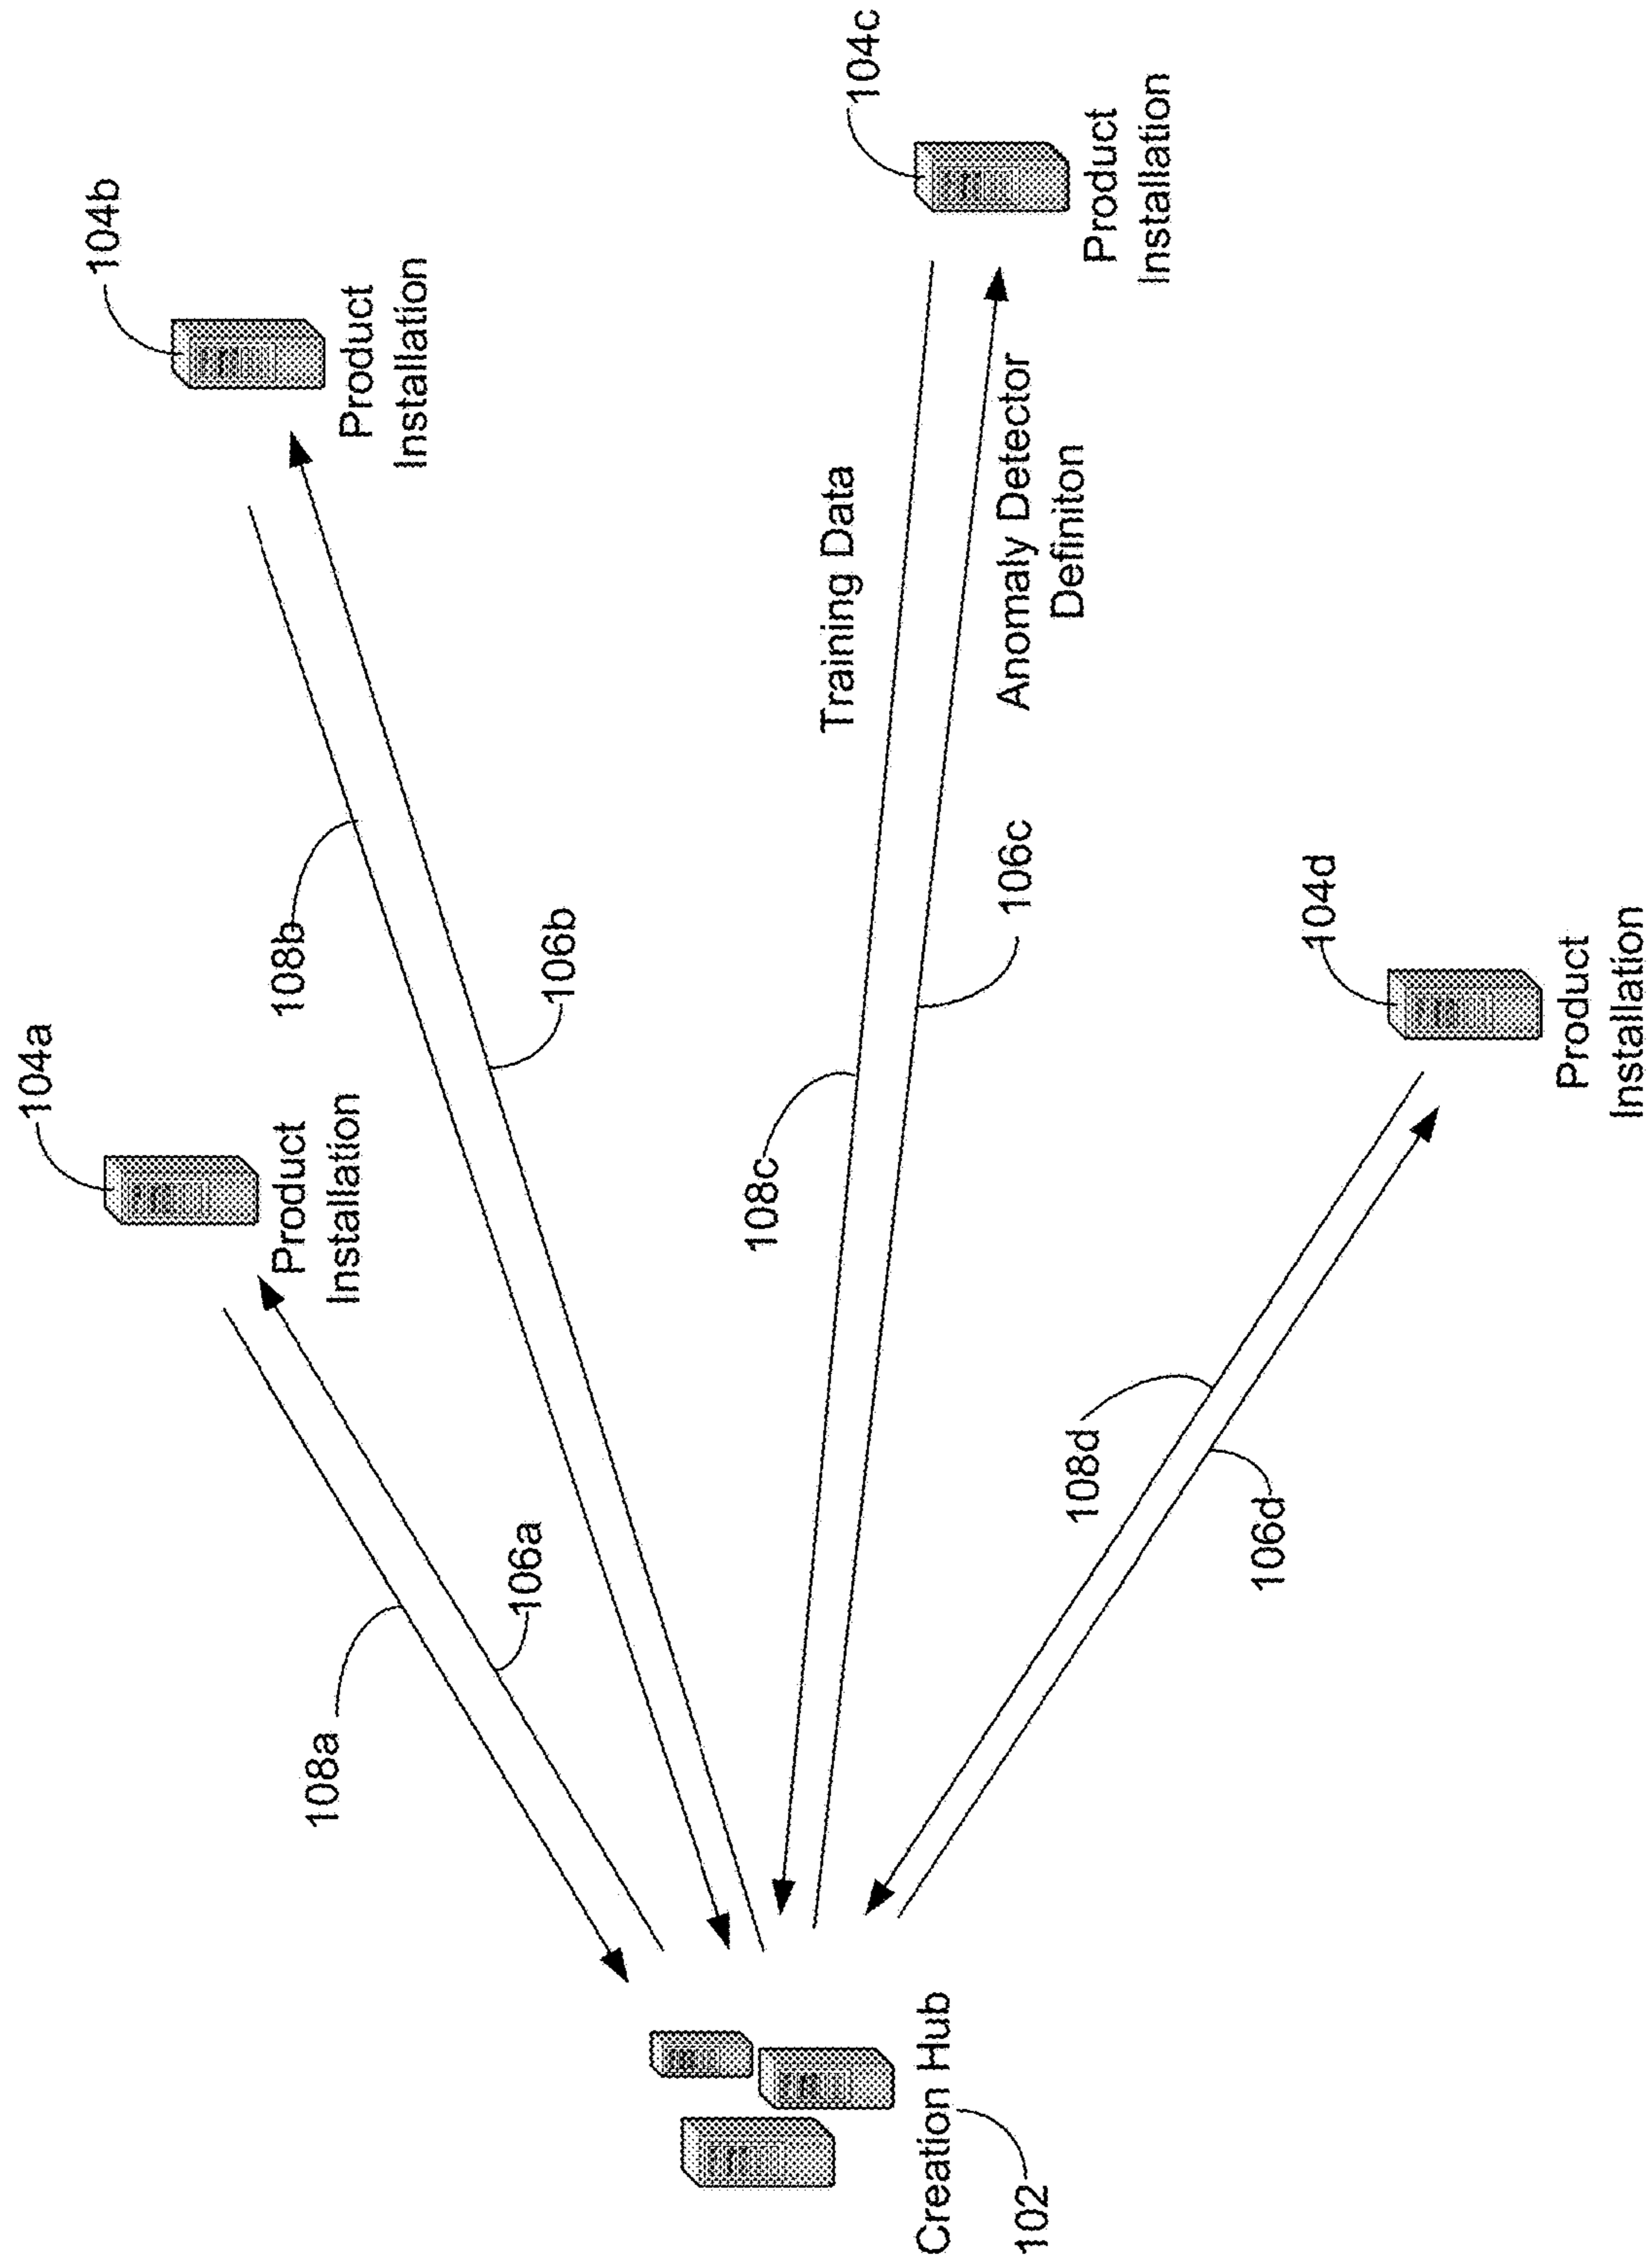 104a
Product
Installation
104b
Product
Installation
108a
106a
108b
106b
Training Data
108c
104c
Product
Installation
Anomaly Detector
Definiton
106c
Creation Hub
102
108d
106d
104d
Product
Installation